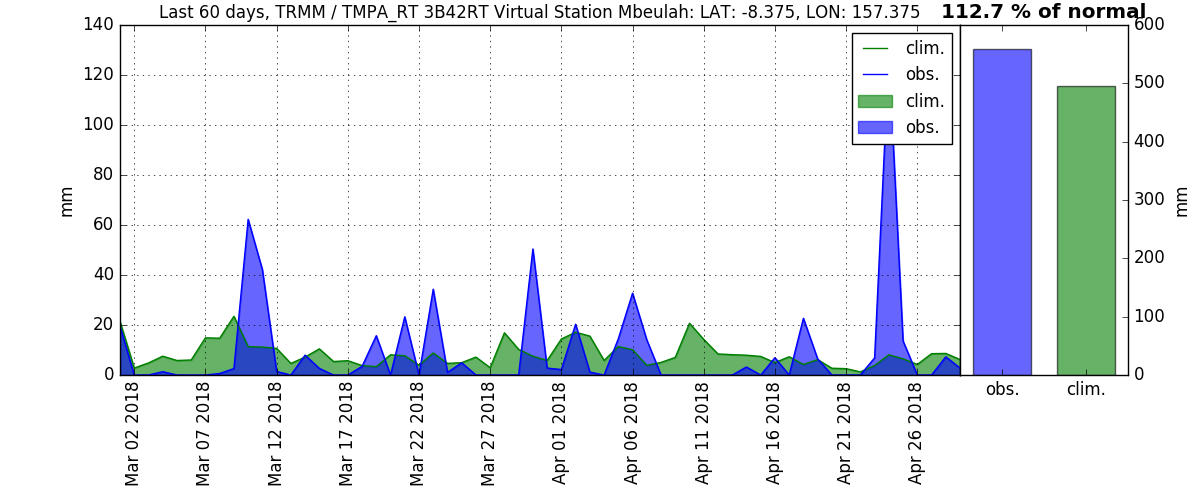 Last 60 days, TRMM / TMPA_RT 3B42RT Virtual Station Mbeulah: LAT: -8.375, LON: 157.375
112.7 % of normal
140
120
100
80
60
40
20
0
mm
clim.
obs.
clim.
obs.
600
500
400
300
200
100
0
mm
obs.
clim.
Mar 02 2018
Mar 07 2018
Mar 12 2018
Mar 17 2018
Mar 22 2018
Mar 27 2018
Apr 01 2018
Apr 06 2018
Apr 11 2018
Apr 16 2018
Apr 21 2018
Apr 26 2018